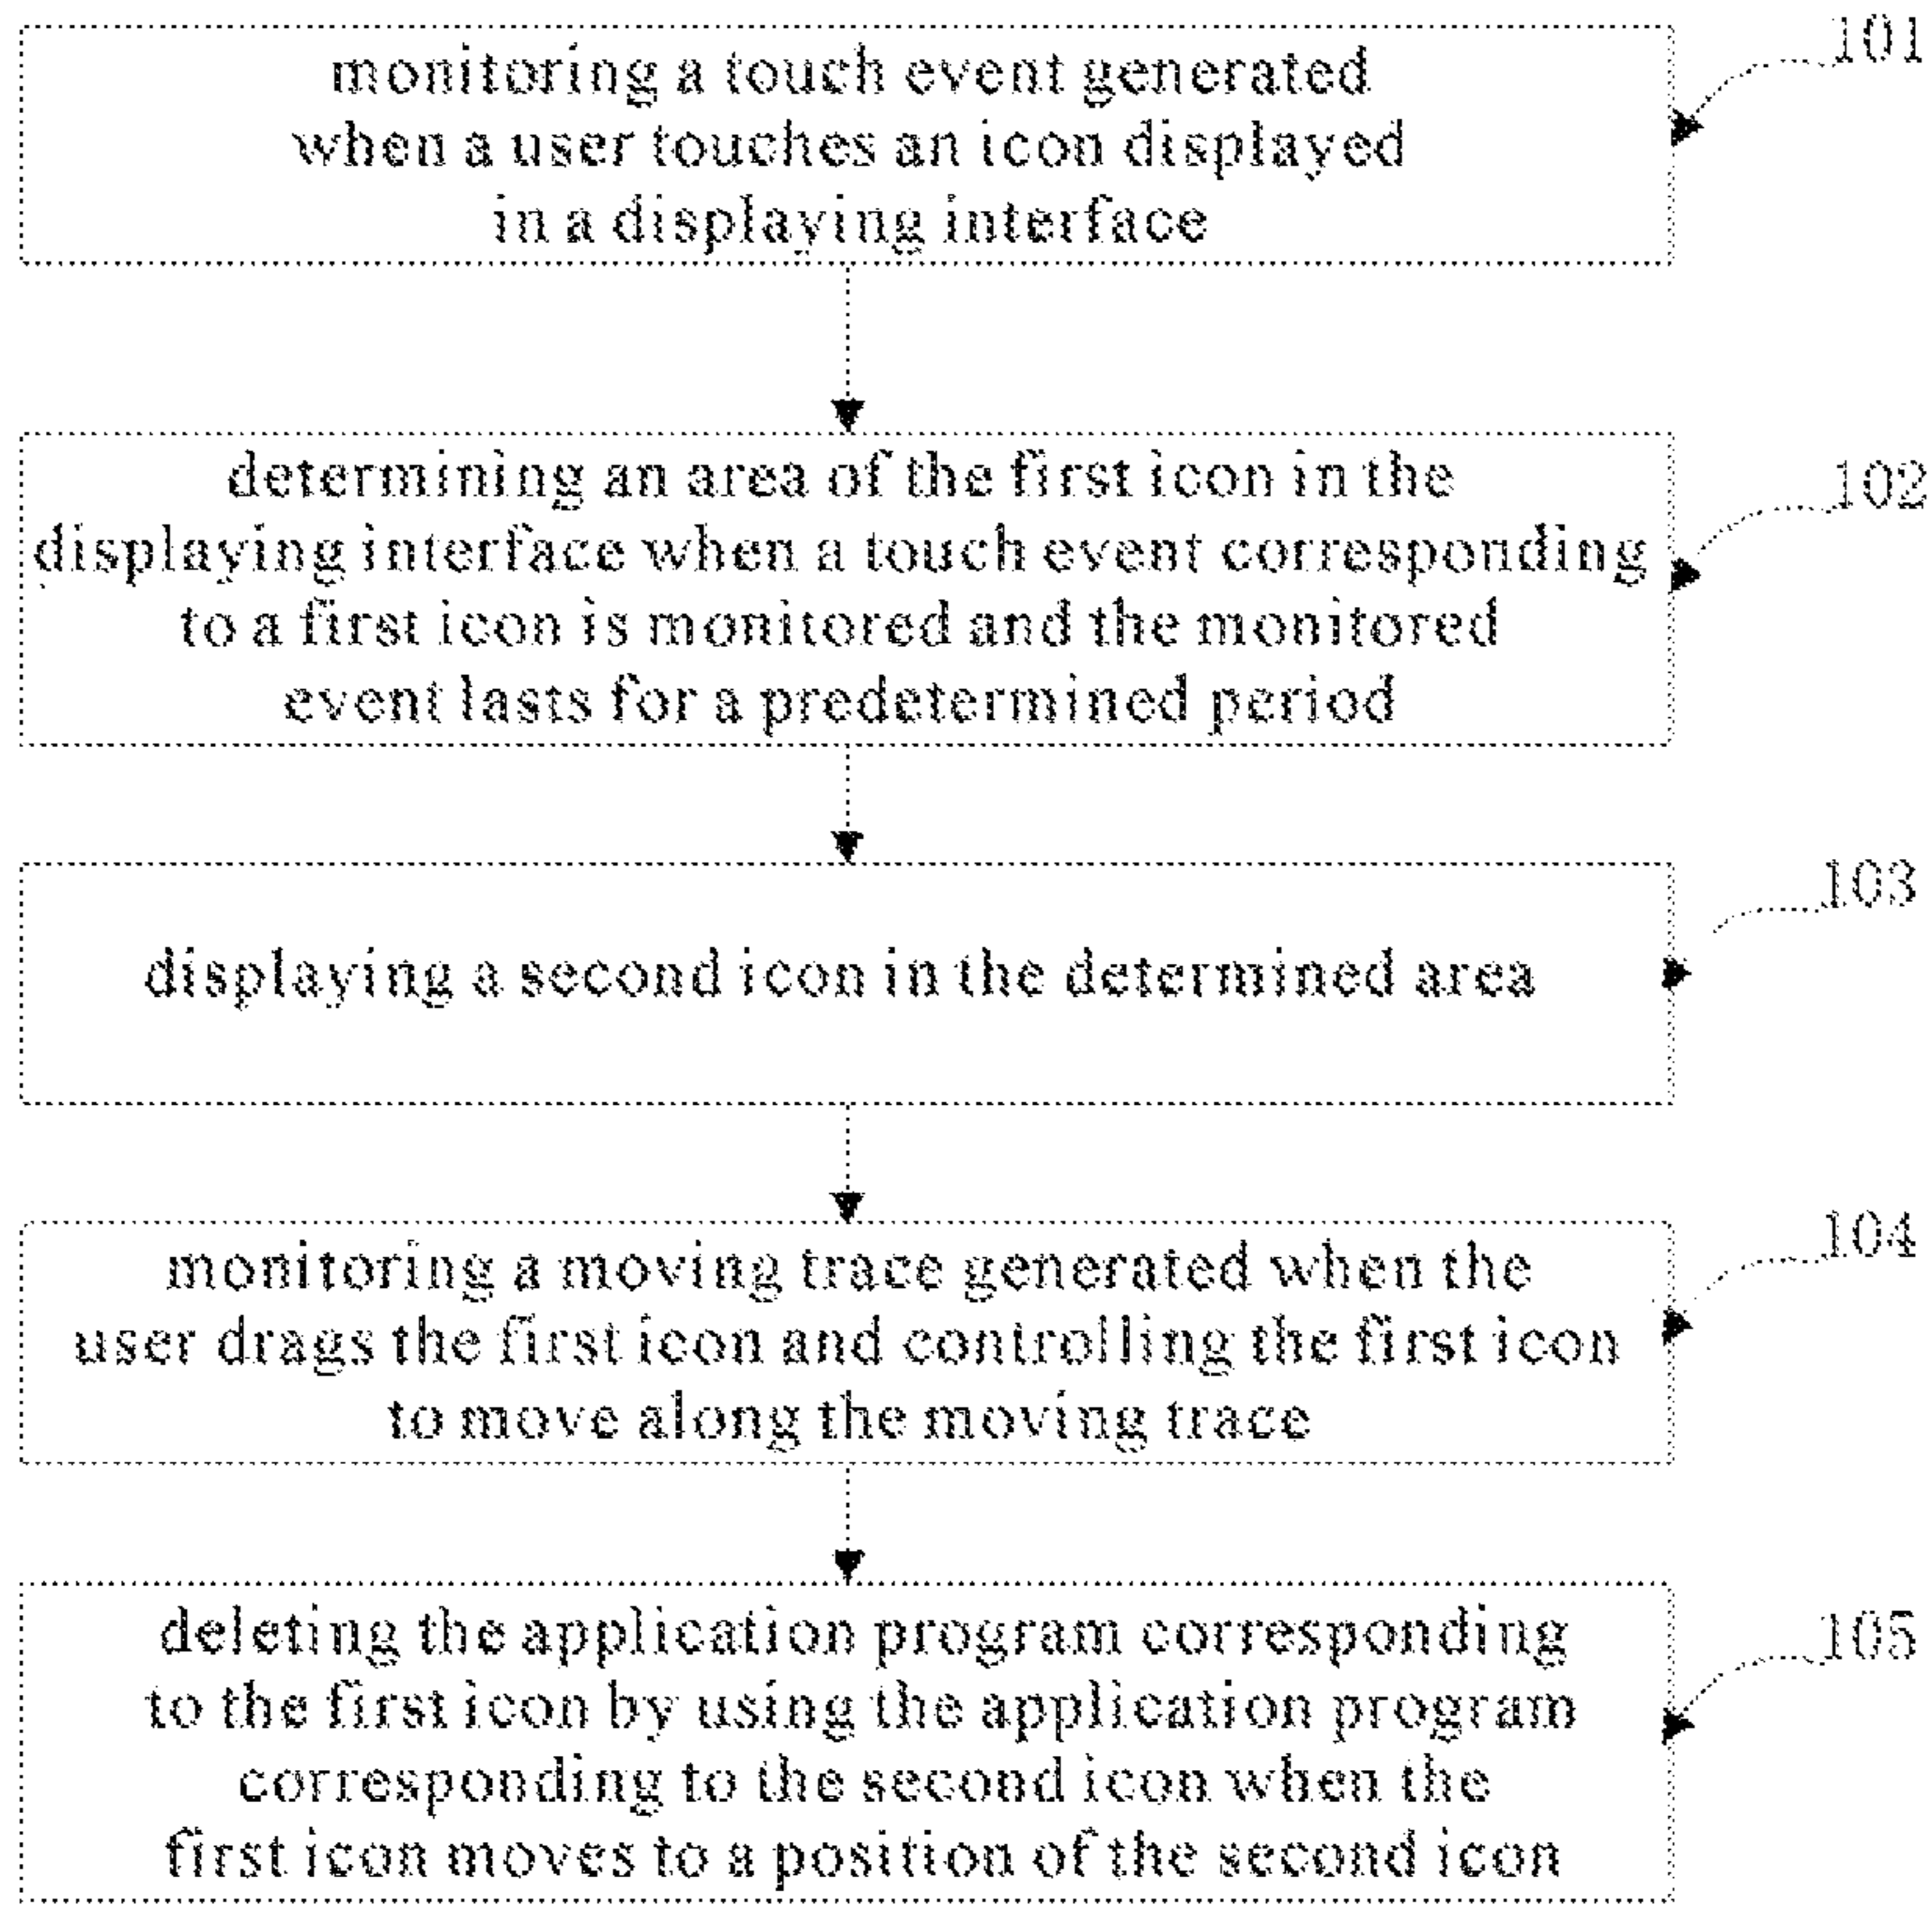 101
monitoring a touch event generated
when a user touches an icon displayed
in a displaying interface
102
determining an area of the first icon in the
displaying interface when a touch event corresponding
to a first icon is monitored and the monitored
event lasts for a predetermined period
103
displaying a second icon in the determined area
104
monitoring a moving trace generated when the
user drags the first icon and controlling the first icon
to move along the moving trace
105
deleting the application program corresponding
to the first icon by using the application program
corresponding to the second icon when the
first icon moves to a position of the second icon